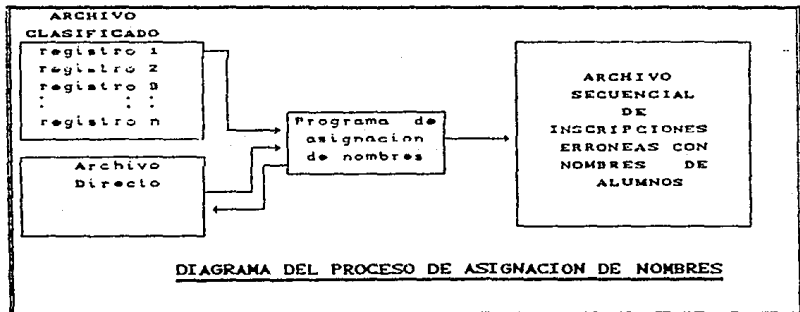 ARCHIVO
CLASIFICADO
registro 1
registro 2
registro 3
: : :
registro n
Archivo
Directo
Programa de
asignacion
de nombres
ARCHIVO
SECUENCIAL
DE
INSCRIPCIONES
ERRONEAS CON
NOMBRES DE
ALUMNOS
DIAGRAMA DEL PROCESO DE ASIGNACION DE NOMBRES